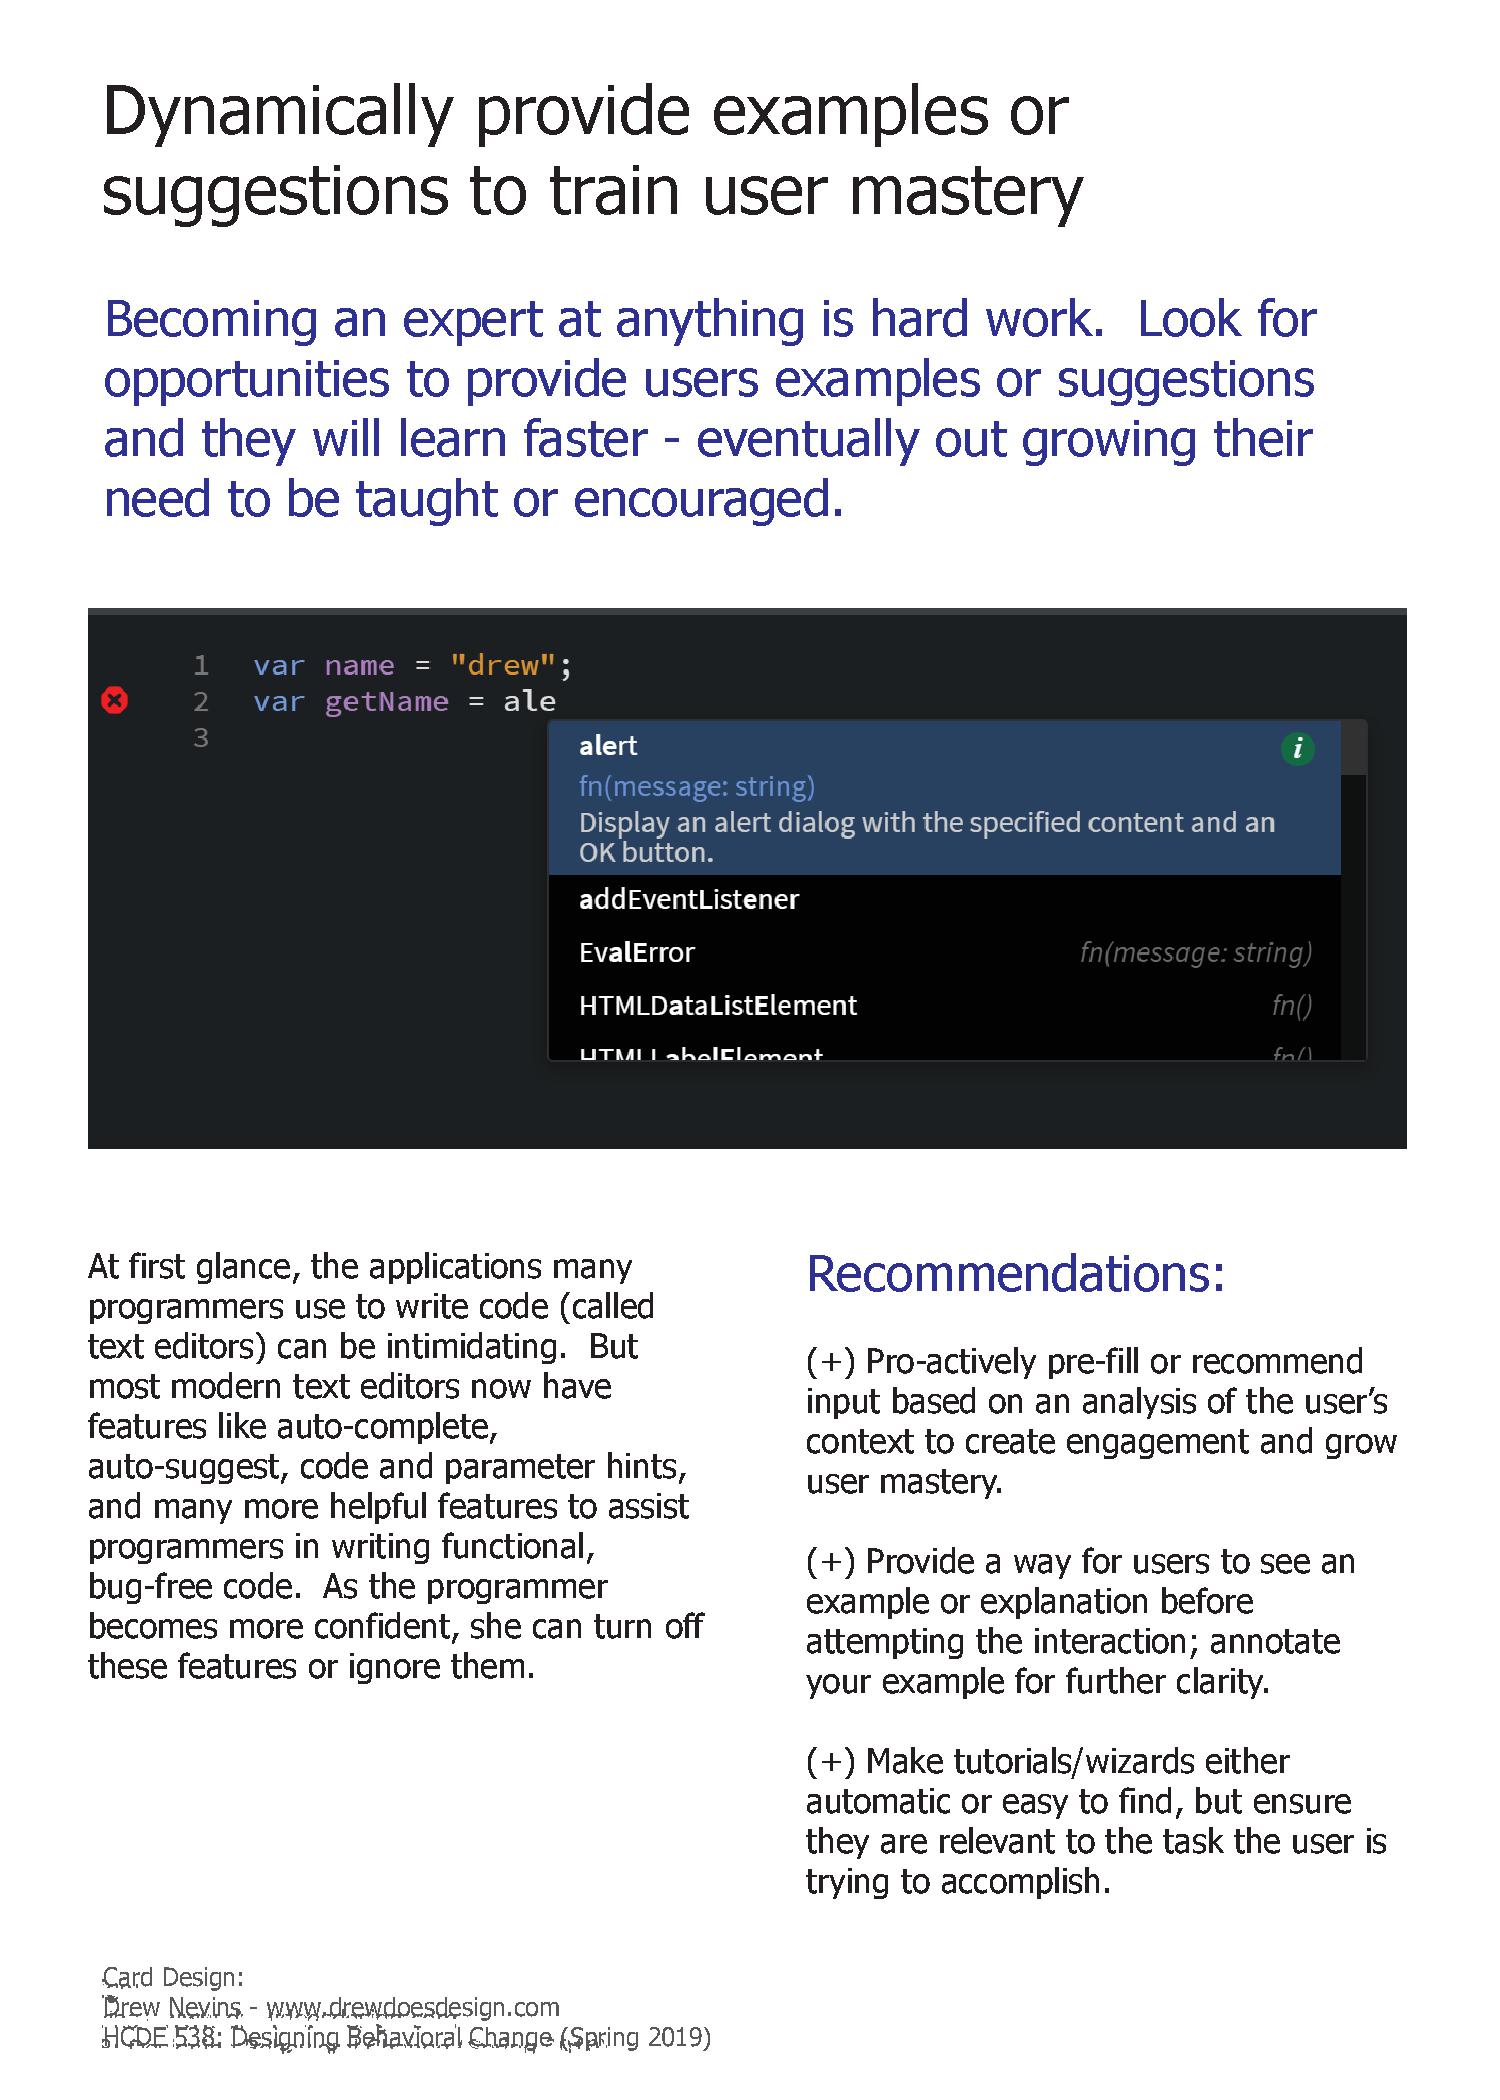 Dynamically provide examples or
suggestions to train user mastery
Becoming an expert at anything is hard work.  Look for
opportunities to provide users examples or suggestions
and they will learn faster - eventually out growing their
need to be taught or encouraged.
1 var name = "drew";
2 var getName = ale
3
alert
i
fn(message: string)
Display an alert dialog with the specified content and an
OK button.
addEventListener
EvalError fn(message: string)
HTMLDataListElement fn()
HTMLLabelElement fn()
At first glance, the applications many
programmers use to write code (called
text editors) can be intimidating.  But
most modern text editors now have
features like auto-complete,
auto-suggest, code and parameter hints,
and many more helpful features to assist
programmers in writing functional,
bug-free code.  As the programmer
becomes more confident, she can turn off
these features or ignore them.
Recommendations:
(+) Pro-actively pre-fill or recommend
input based on an analysis of the user’s
context to create engagement and grow
user mastery.
(+) Provide a way for users to see an
example or explanation before
attempting the interaction; annotate
your example for further clarity.
(+) Make tutorials/wizards either
automatic or easy to find, but ensure
they are relevant to the task the user is
trying to accomplish.
Card Design:
Drew Nevins - www.drewdoesdesign.com
HCDE 538: Designing Behavioral Change (Spring 2019)